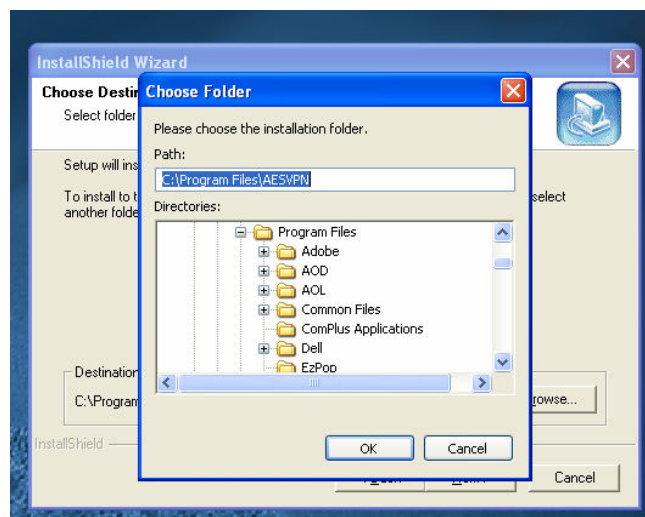 InstallShield Wizard
Choose Destin
Select folder
Choose Folder
Please choose the installation folder.
Path:
C:\Program Files\AESVPN
Directories:
Program Files
Adobe
AOD
AOL
Common Files
ComPlus Applications
Dell
EzPop
OK
Cancel
Setup will ins
To install to t
select
another folde
Destination
C:\Program
rowse...
InstallShield
Cancel